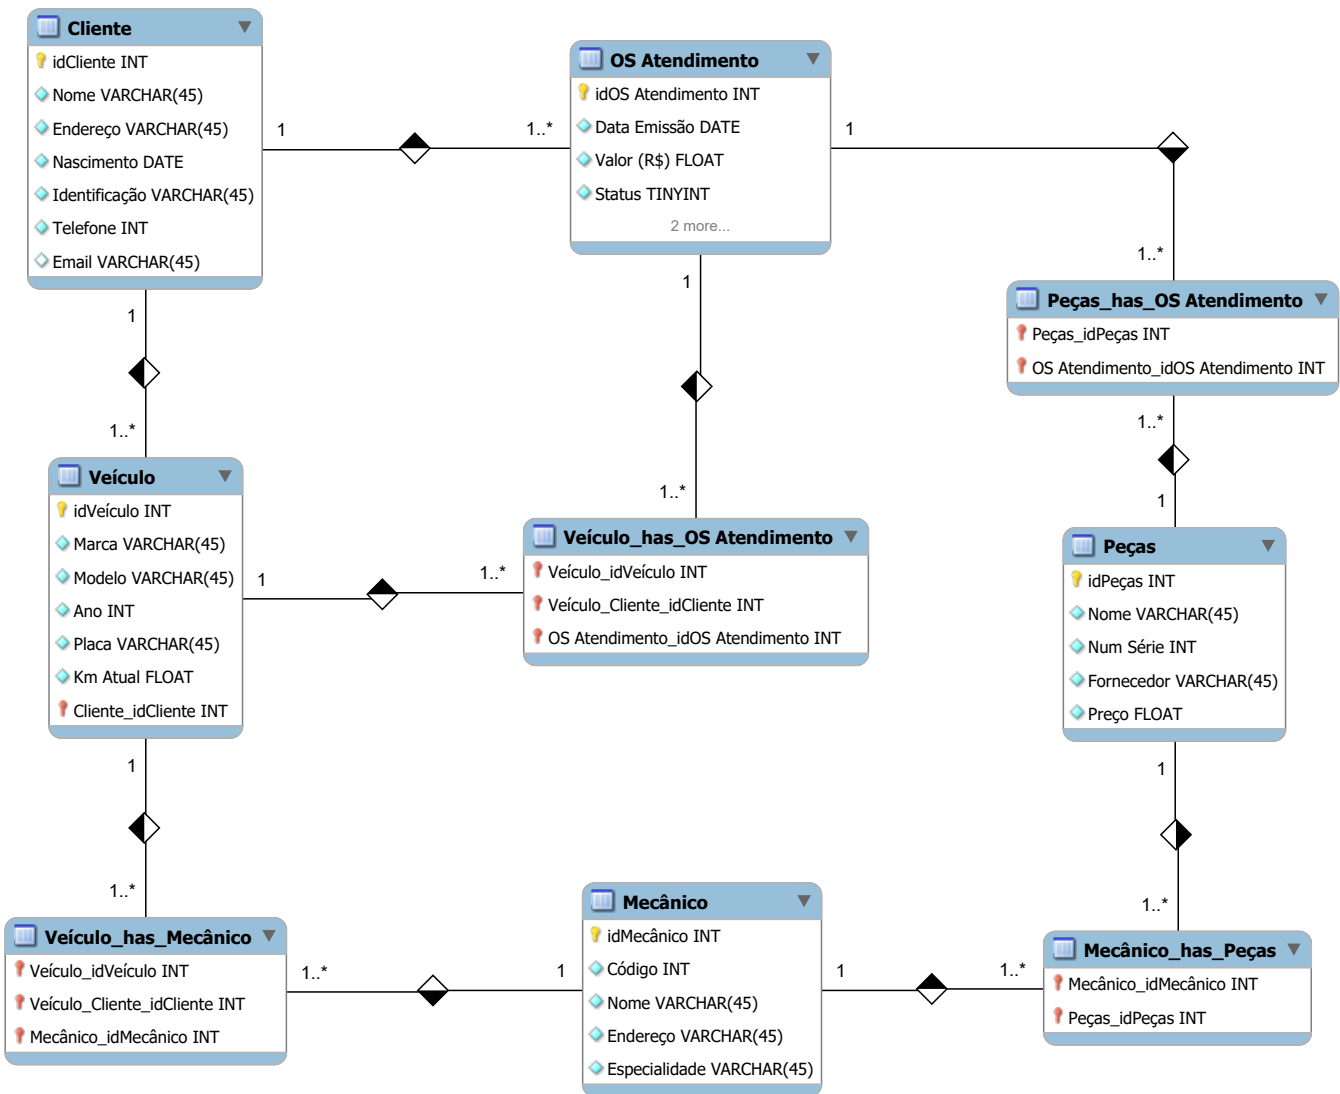 Cliente
idCliente INT
Nome VARCHAR(45)
Endereço VARCHAR(45)
Nascimento DATE
Identificação VARCHAR(45)
Telefone INT
Email VARCHAR(45)
1
1..*
OS Atendimento
idOS Atendimento INT
Data Emissão DATE
Valor (R$) FLOAT
Status TINYINT
2 more...
1
1..*
Peças_has_OS Atendimento
Peças_idPeças INT
OS Atendimento_idOS Atendimento INT
1
1..*
Veículo
idVeículo INT
Marca VARCHAR(45)
Modelo VARCHAR(45)
Ano INT
Placa VARCHAR(45)
Km Atual FLOAT
Cliente_idCliente INT
1
1..*
1
1..*
Veículo_has_OS Atendimento
Veículo_idVeículo INT
Veículo_Cliente_idCliente INT
OS Atendimento_idOS Atendimento INT
1..*
1
Peças
idPeças INT
Nome VARCHAR(45)
Num Série INT
Fornecedor VARCHAR(45)
Preço FLOAT
1
1..*
Veículo_has_Mecânico
Veículo_idVeículo INT
Veículo_Cliente_idCliente INT
Mecânico_idMecânico INT
1..*
1
Mecânico
idMecânico INT
Código INT
Nome VARCHAR(45)
Endereço VARCHAR(45)
Especialidade VARCHAR(45)
1
1..*
1
1..*
Mecânico_has_Peças
Mecânico_idMecânico INT
Peças_idPeças INT